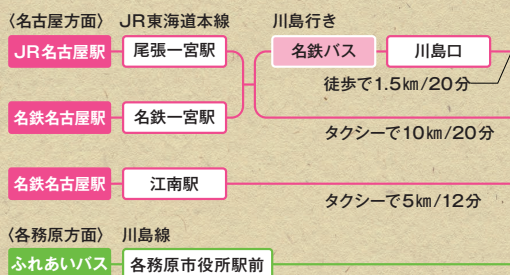 〈名古屋方面〉 JR東海道本線 川島行き
JR名古屋駅 尾張一宮駅 名鉄バス 川島口
徒歩で1.5km/20分
名鉄名古屋駅 名鉄一宮駅
タクシーで10km/20分
名鉄名古屋駅 江南駅
タクシーで5km/12分
〈各務原方面〉 川島線
ふれあいバス 各務原市役所駅前